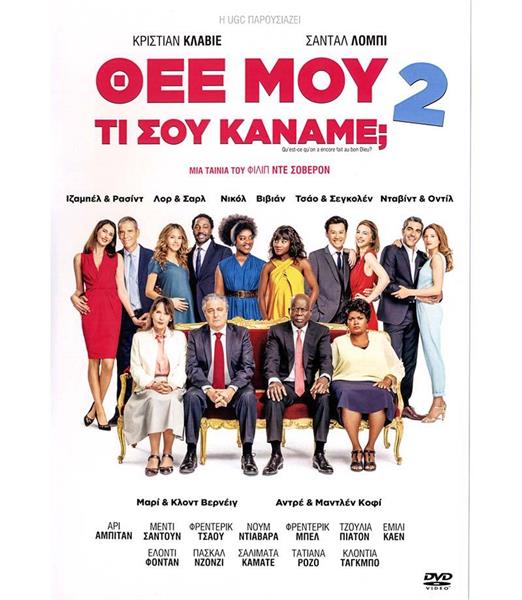 Η UGC ΠΑΡΟΥΣΙΑΖΕΙ
ΚΡΙΣΤΙΑΝ ΚΛΑΒΙΕ ΣΑΝΤΑΛ ΛΟΜΠΙ
ΘΕΕ ΜΟΥ 2
ΤΙ ΣΟΥ ΚΑΝΑΜΕ;
Qu'est-ce qu'on a encore fait au bon Dieu?
ΜΙΑ ΤΑΙΝΙΑ ΤΟΥ ΦΙΛΙΠ ΝΤΕ ΣΟΒΕΡΟΝ
Ιζαμπέλ & Ρασίντ Λορ & Σαρλ Νικόλ Βιβιάν Τσάο & Σεγκολέν Νταβίντ & Οντίλ
Μαρί & Κλοντ Βερνέιγ Αντρέ & Μαντλέν Κοφί
ΑΡΙ ΜΕΝΤΙ ΦΡΕΝΤΕΡΙΚ ΝΟΥΜ ΦΡΕΝΤΕΡΙΚ ΤΖΟΥΛΙΑ ΕΜΙΛΙ
ΑΜΠΙΤΑΝ ΣΑΝΤΟΥΝ ΤΣΑΟΥ ΝΤΙΑΒΑΡΑ ΜΠΕΛ ΠΙΑΤΟΝ ΚΑΕΝ
ΕΛΟΝΤΙ ΠΑΣΚΑΛ ΣΑΛΙΜΑΤΑ ΤΑΤΙΑΝΑ ΚΛΟΝΤΙΑ
ΦΟΝΤΑΝ ΝΖΟΝΖΙ ΚΑΜΑΤΕ ΡΟΖΟ ΤΑΓΚΜΠΟ
DVD
VIDEO